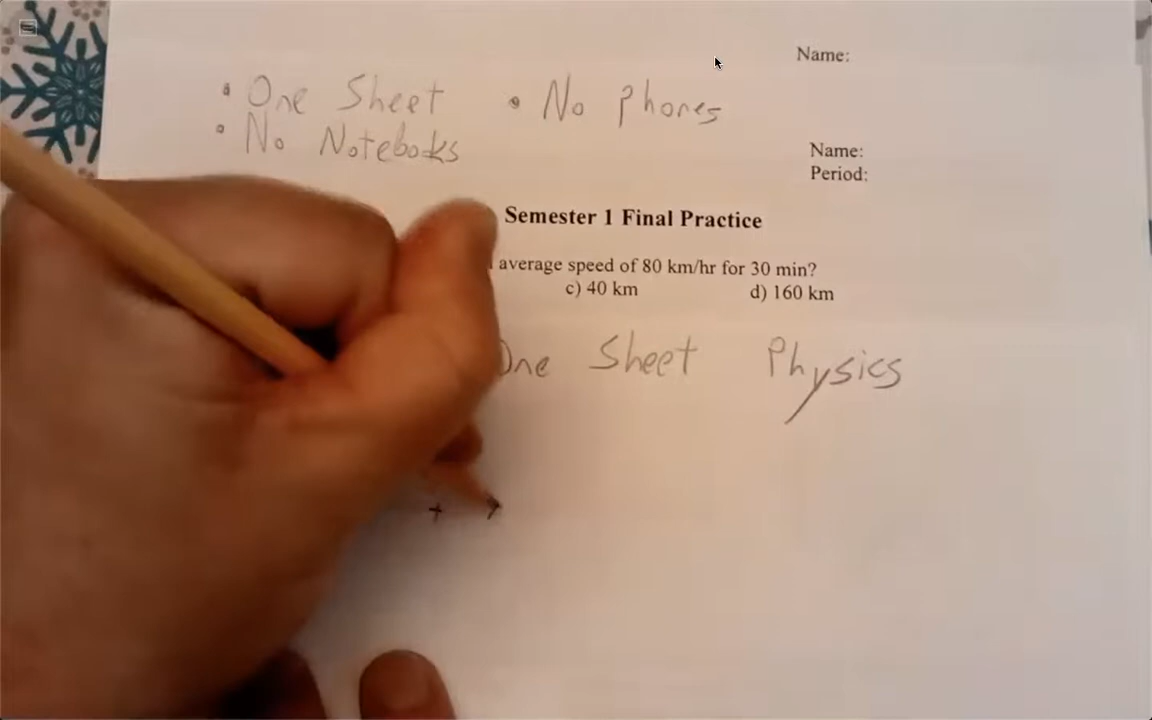 Name:
• One Sheet • No Phones
• No Notebooks
Name:
Period:
Semester 1 Final Practice
average speed of 80 km/hr for 30 min?
c) 40 km d) 160 km
One Sheet Physics
+